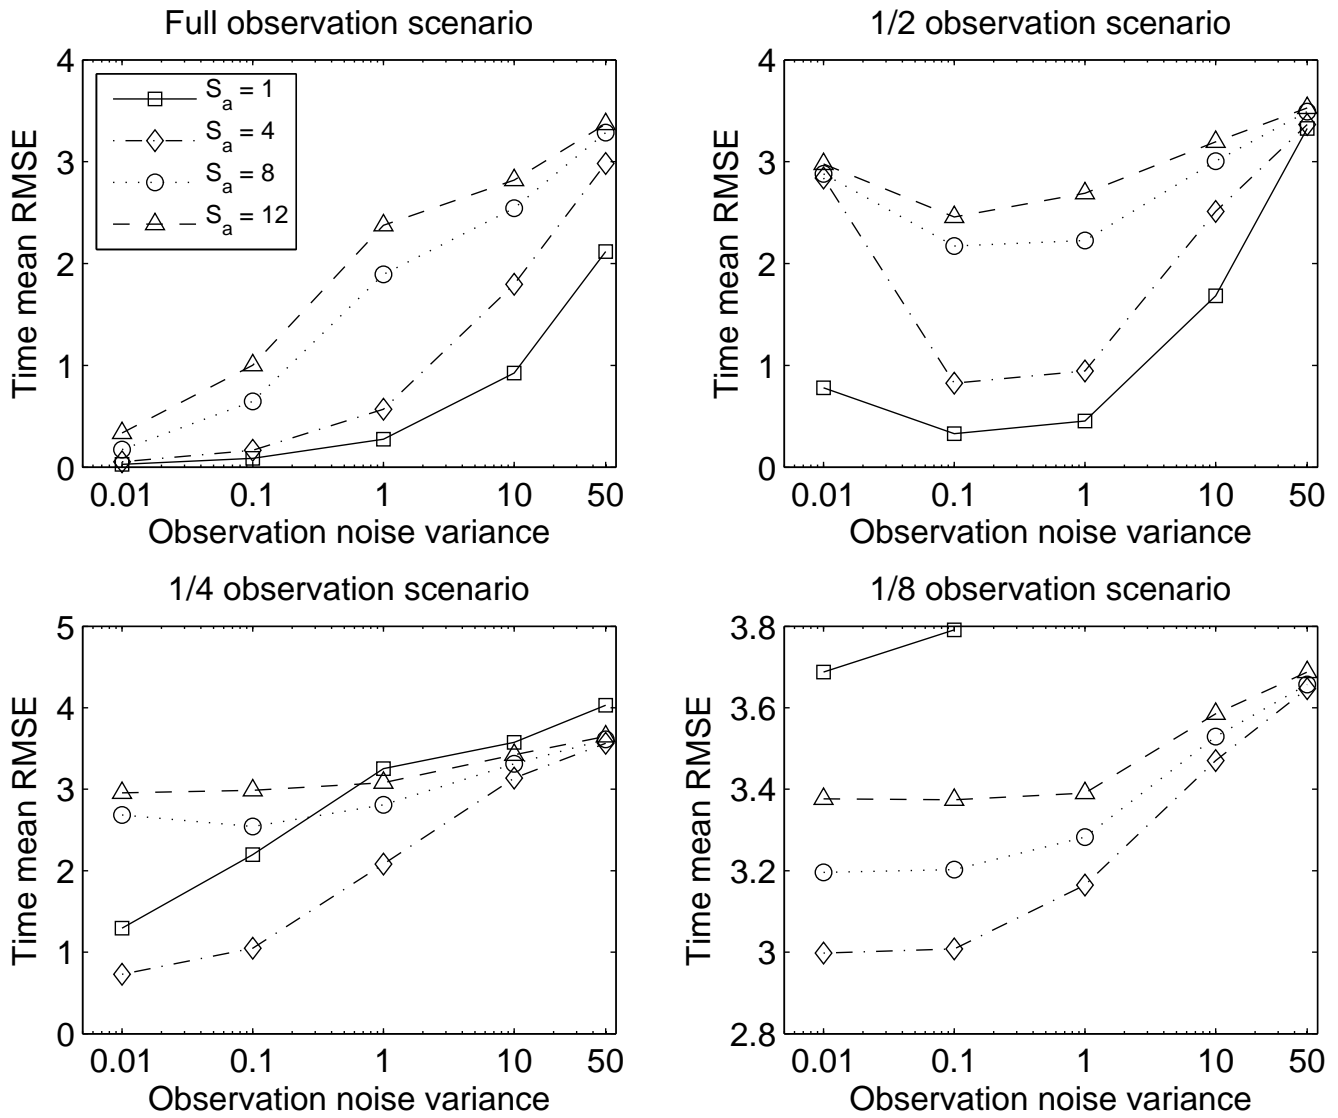 Full observation scenario
4
3
2
1
0
Time mean RMSE
S_a = 1
S_a = 4
S_a = 8
S_a = 12
0.01 0.1 1 10 50
Observation noise variance
1/2 observation scenario
4
3
2
1
0
Time mean RMSE
0.01 0.1 1 10 50
Observation noise variance
1/4 observation scenario
5
4
3
2
1
0
Time mean RMSE
0.01 0.1 1 10 50
Observation noise variance
1/8 observation scenario
3.8
3.6
3.4
3.2
3
2.8
Time mean RMSE
0.01 0.1 1 10 50
Observation noise variance